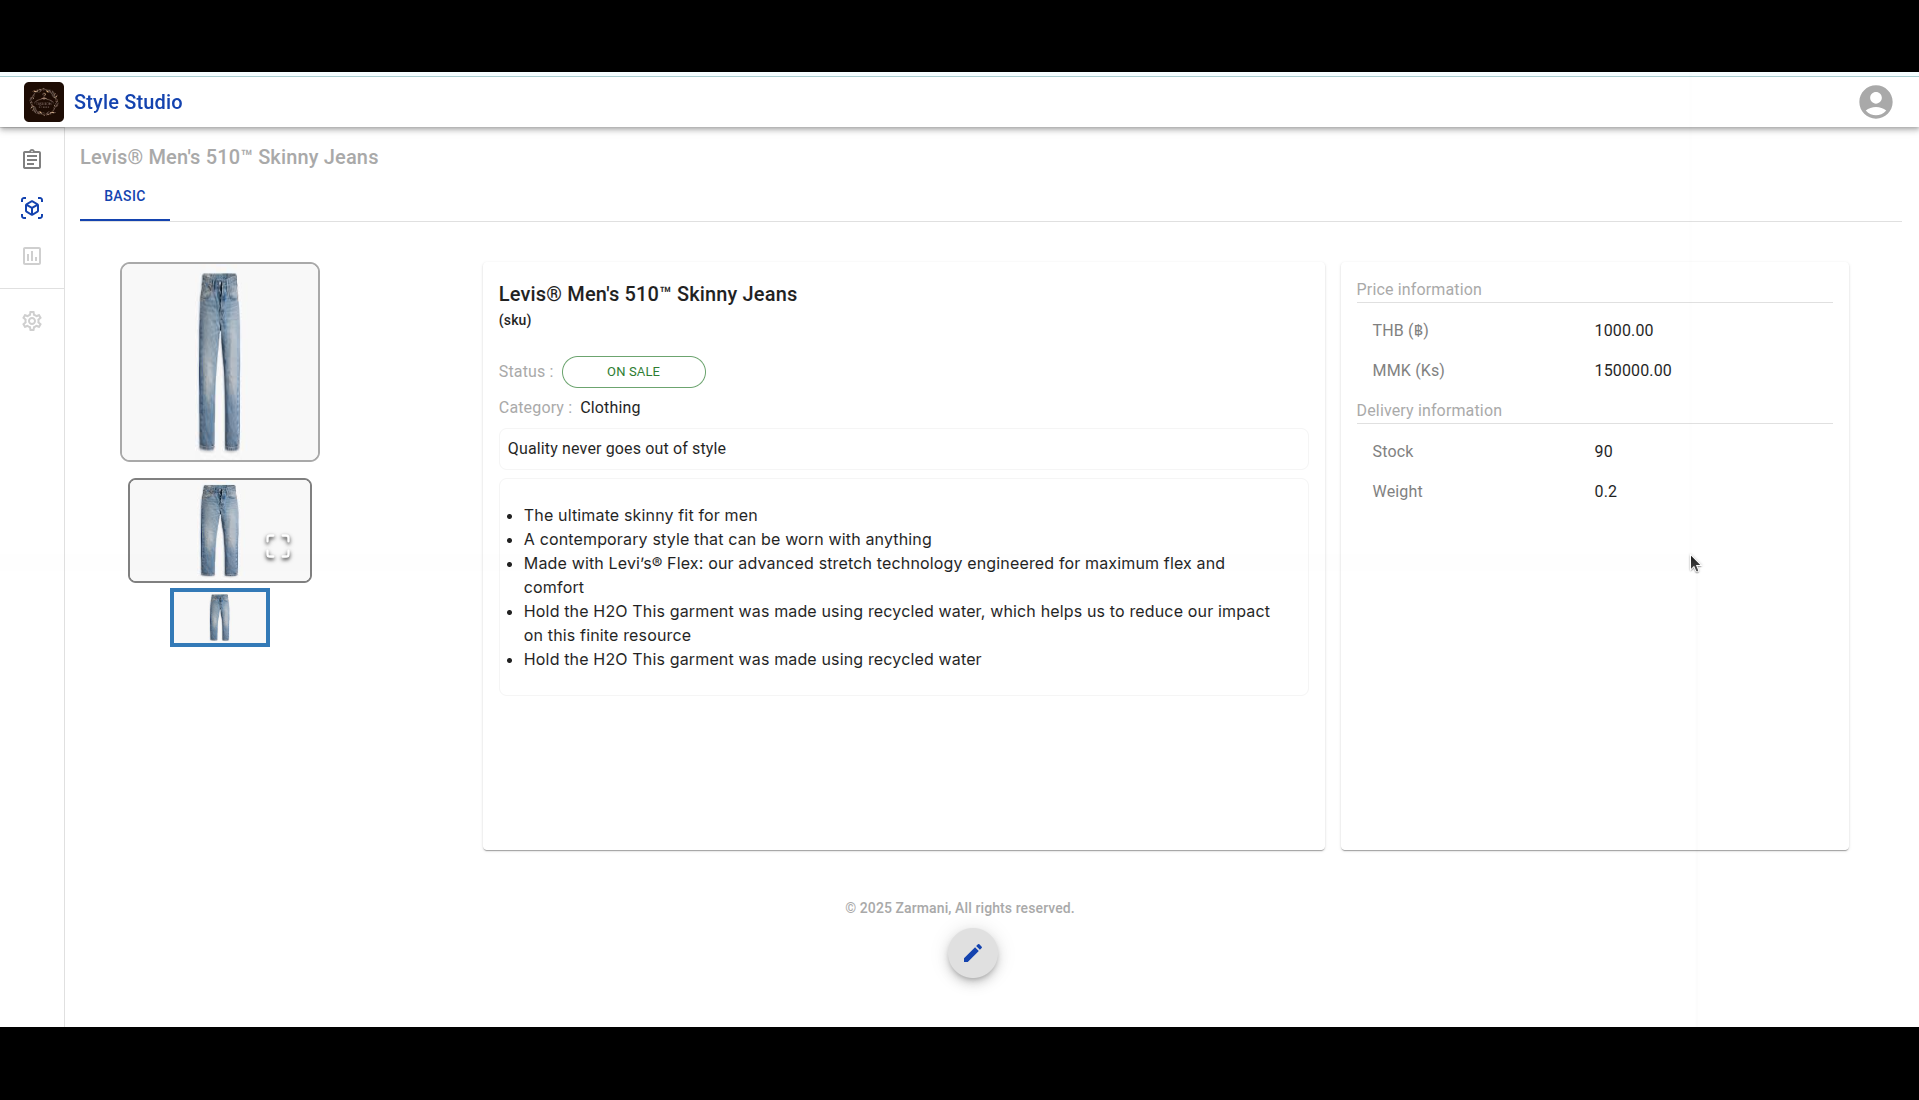 Style Studio
Levis® Men's 510™ Skinny Jeans
BASIC
Levis® Men's 510™ Skinny Jeans
(sku)
Status : ON SALE
Category : Clothing
Quality never goes out of style
• The ultimate skinny fit for men
• A contemporary style that can be worn with anything
• Made with Levi’s® Flex: our advanced stretch technology engineered for maximum flex and
comfort
• Hold the H2O This garment was made using recycled water, which helps us to reduce our impact
on this finite resource
• Hold the H2O This garment was made using recycled water
Price information
THB (฿) 1000.00
MMK (Ks) 150000.00
Delivery information
Stock 90
Weight 0.2
© 2025 Zarmani, All rights reserved.